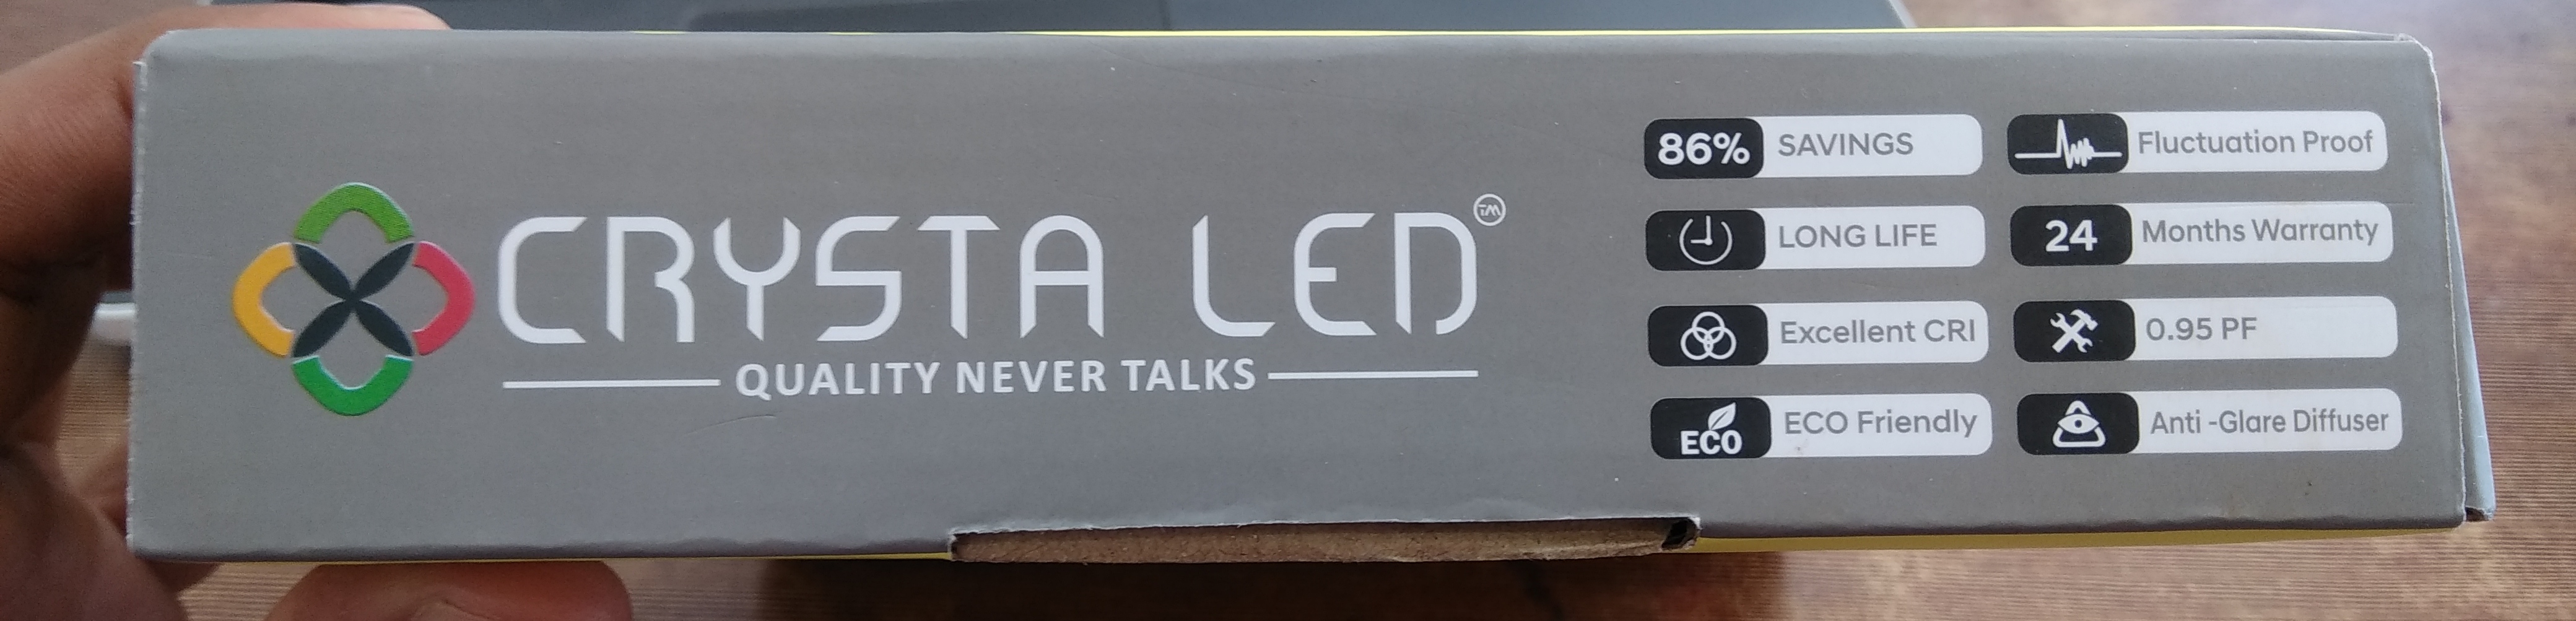 CRYSTA LED TM
QUALITY NEVER TALKS
86% SAVINGS
LONG LIFE
Excellent CRI
ECO ECO Friendly
Fluctuation Proof
24 Months Warranty
0.95 PF
Anti -Glare Diffuser